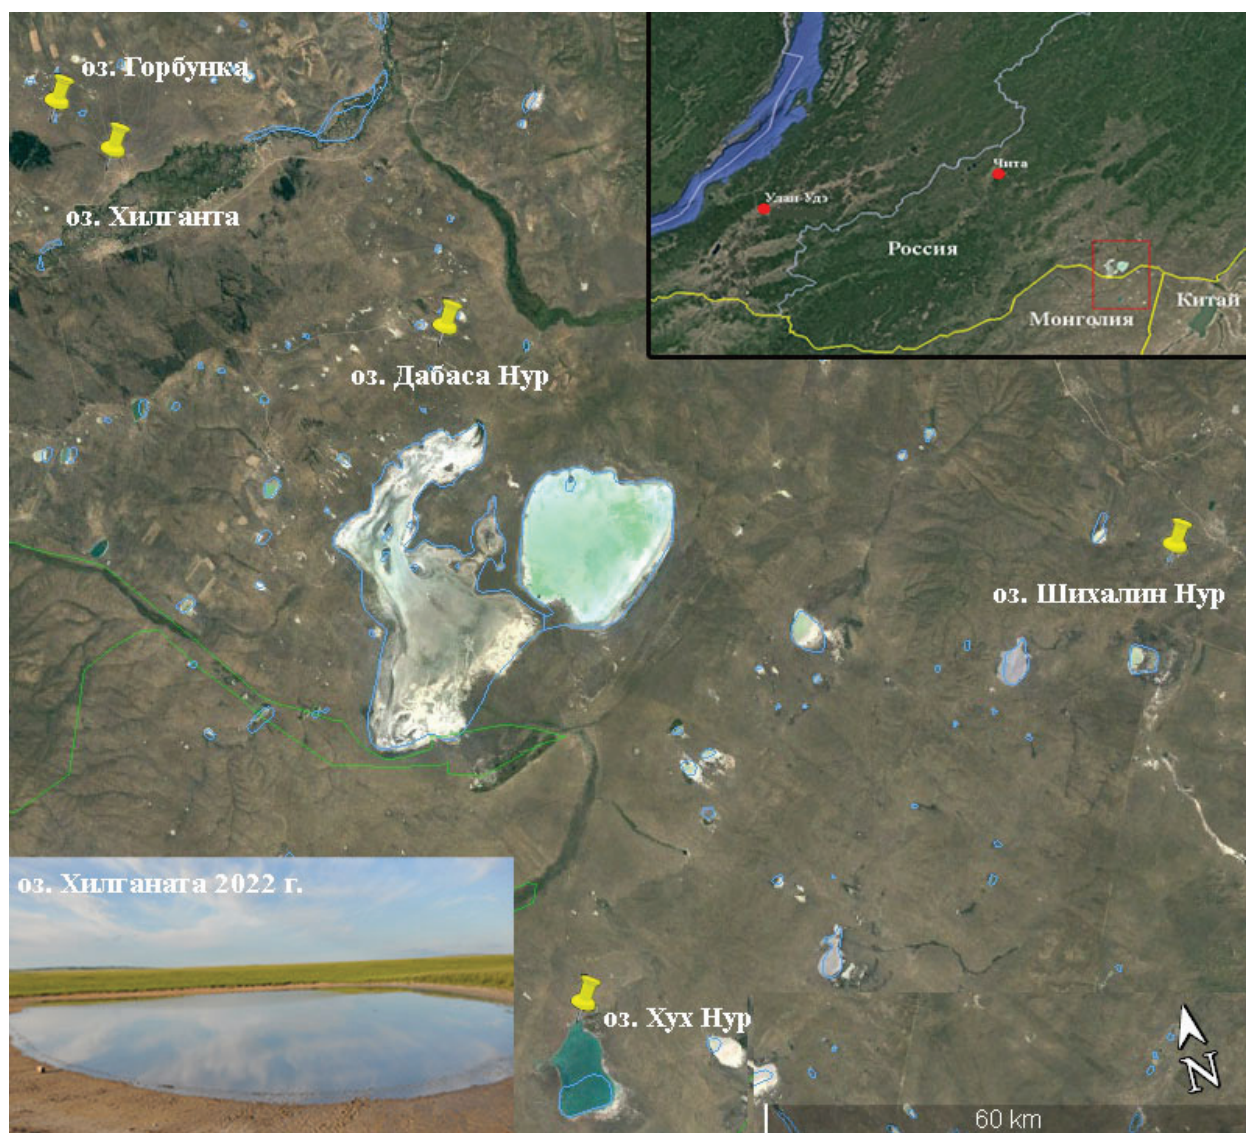 оз. Горбунка
оз. Хилганта
оз. Дабаса Нур
Улан-Удэ
Чита
Россия
Монголия
Китай
оз. Шихалин Нур
оз. Хилганата 2022 г.
оз. Хух Нур
N
60 km